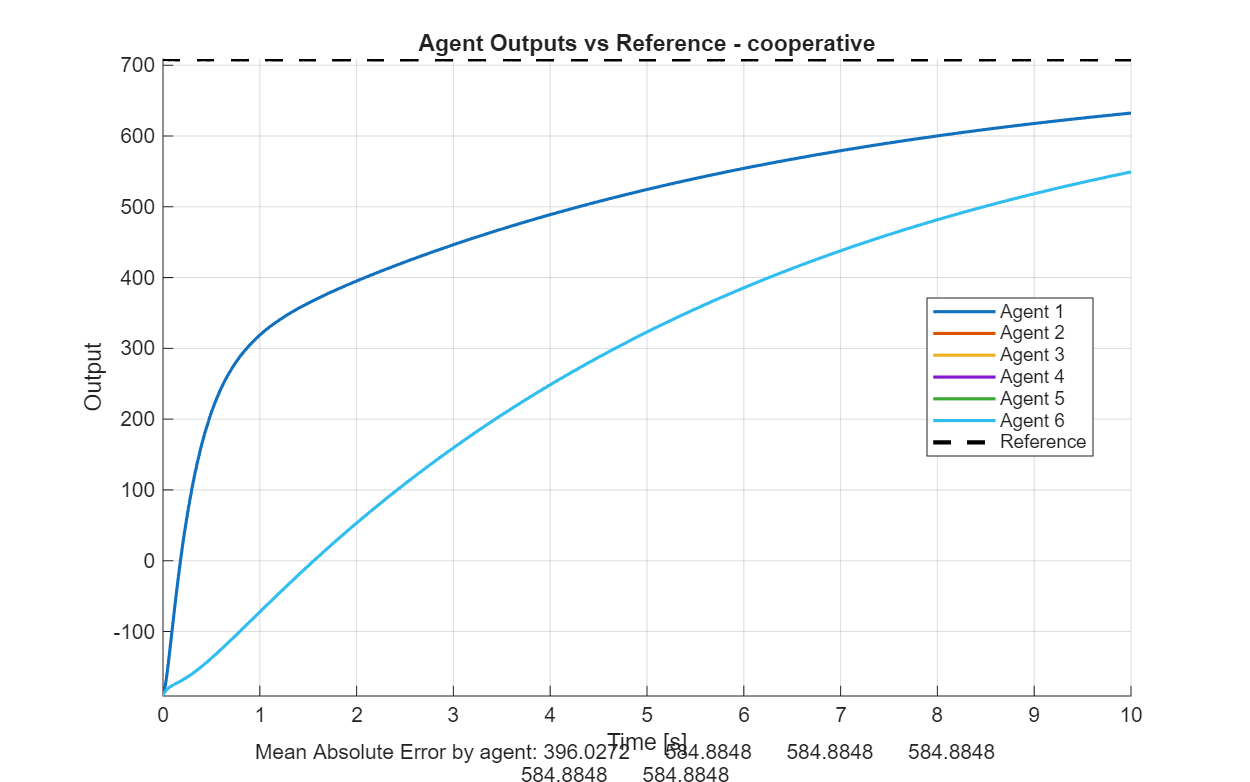 Agent Outputs vs Reference - cooperative
700
600
500
400
300
200
100
0
-100
Output
Agent 1
Agent 2
Agent 3
Agent 4
Agent 5
Agent 6
Reference
0 1 2 3 4 5 6 7 8 9 10
Time [s]
Mean Absolute Error by agent: 396.0272 584.8848 584.8848 584.8848
584.8848 584.8848